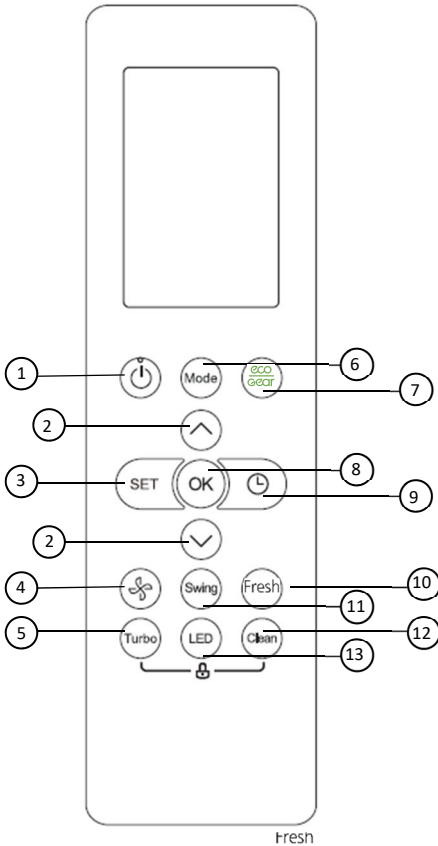 1
Mode
eco
Gear
6
7
2
SET
OK
8
3
9
2
4
Swing
Fresh
10
11
5
Turbo
LED
Clean
12
13
Fresh